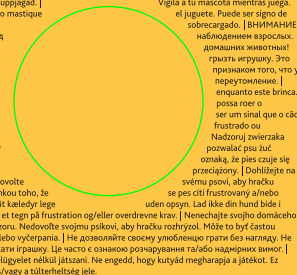 uppjagad. | Vigila a tu mascota mientras juega.
o mastique el juguete. Puede ser signo de
sobrecargado. | ВНИМАНИЕ
наблюдением взрослых.
домашних животных!
грызть игрушку. Это
признаком того, что у
переутомление. |
enquanto este brinca.
possa roer o
ser um sinal que o cão
frustrado ou
Nadzoruj zwierzaka
pozwalać psu żuć
oznaką, że pies czuje się
przeciążony. | Dohlížejte na
ovolte svému psovi, aby hračku
nkou toho, že se pes cítí frustrovaný a/nebo
it kæledyr lege uden opsyn. Lad ikke din hund bide i
et tegn på frustration og/eller overdrevne krav. | Nenechajte svojho domáceho
zoru. Nedovoľte svojmu psíkovi, aby hračku rozhrýzol. Môže to byť častou
lebo vyčerpania. | Не дозволяйте своєму улюбленцю грати без нагляду. Не
ати іграшку. Це часто є ознакою розчарування та/або надмірних вимог. |
lügyelet nélkül játszani. Ne engedd, hogy kutyád megharapja a játékot. Ez
/vagy a túlterheltség jele.